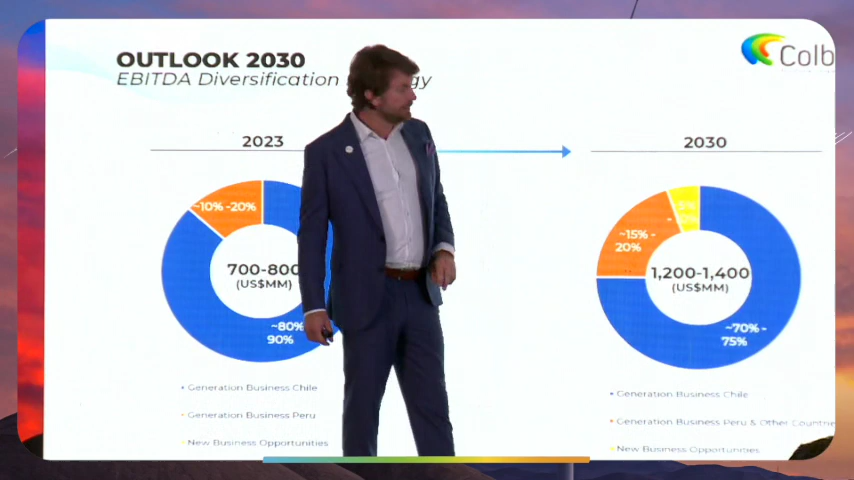 OUTLOOK 2030
EBITDA Diversification
Colb
2023
2030
~10% -20%
700-800
(US$MM)
~80%
90%
~15% -
20%
1,200-1,400
(US$MM)
~70% -
75%
Generation Business Chile
Generation Business Peru
New Business Opportunities
Generation Business Chile
Generation Business Peru & Other Countrie
New Business Opportunities